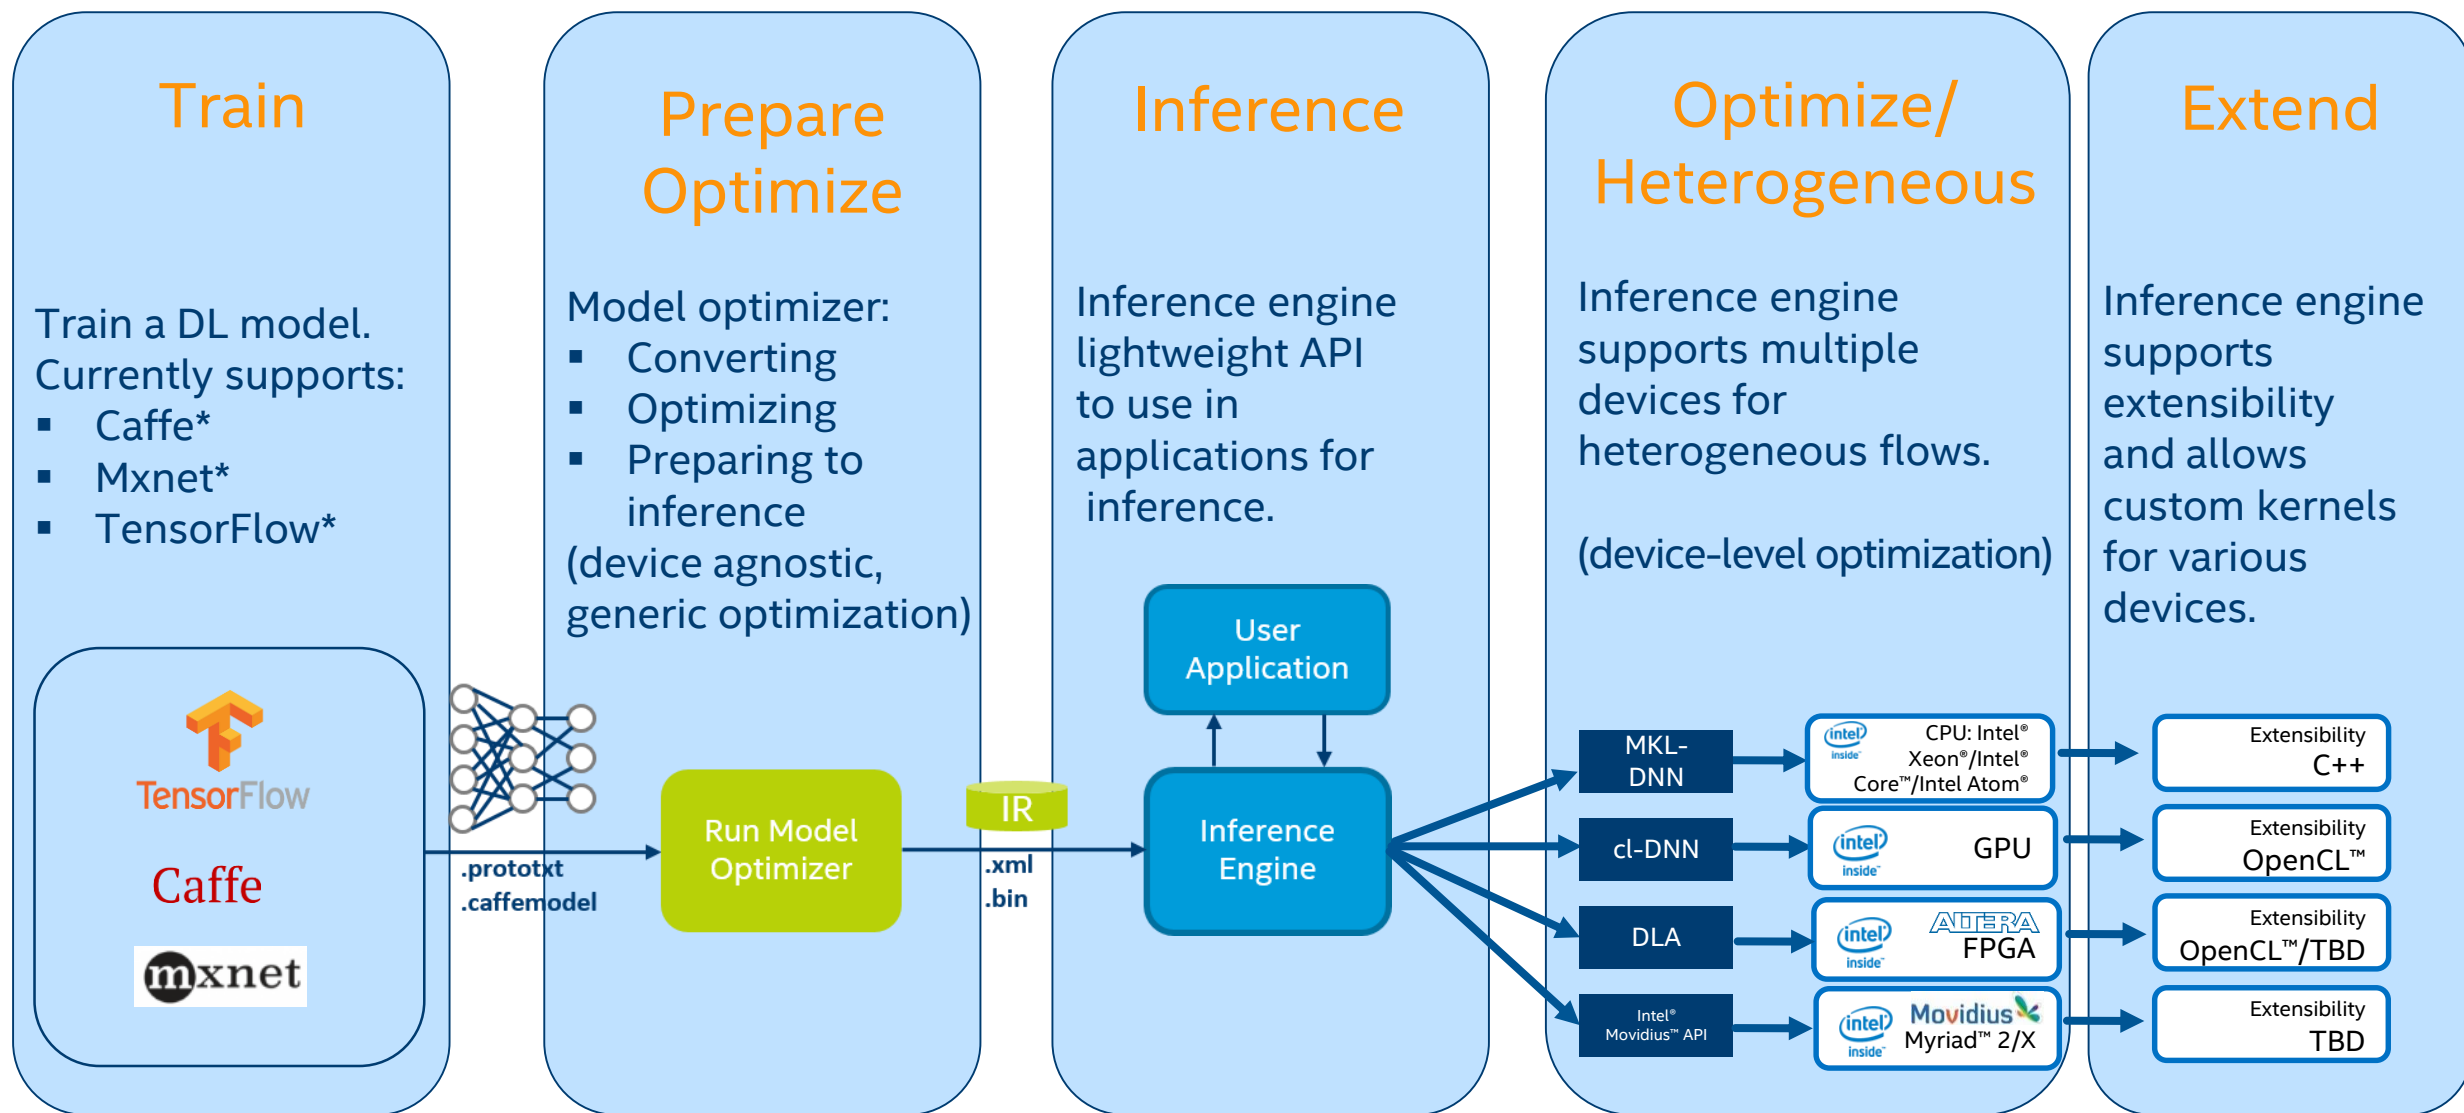 Train
Train a DL model.
Currently supports:
▪ Caffe*
▪ Mxnet*
▪ TensorFlow*
TensorFlow
Caffe
mxnet
.prototxt
.caffemodel
Prepare
Optimize
Model optimizer:
▪ Converting
▪ Optimizing
▪ Preparing to
inference
(device agnostic,
generic optimization)
Run Model
Optimizer
IR
.xml
.bin
Inference
Inference engine
lightweight API
to use in
applications for
inference.
User
Application
Inference
Engine
Optimize/
Heterogeneous
Inference engine
supports multiple
devices for
heterogeneous flows.
(device-level optimization)
MKL-
DNN
intel inside™
CPU: Intel®
Xeon®/Intel®
Core™/Intel Atom®
cl-DNN
intel inside™
GPU
DLA
intel inside™
ALTERA
FPGA
Intel®
Movidius™ API
intel inside™
Movidius
Myriad™ 2/X
Extend
Inference engine
supports
extensibility
and allows
custom kernels
for various
devices.
Extensibility
C++
Extensibility
OpenCL™
Extensibility
OpenCL™/TBD
Extensibility
TBD